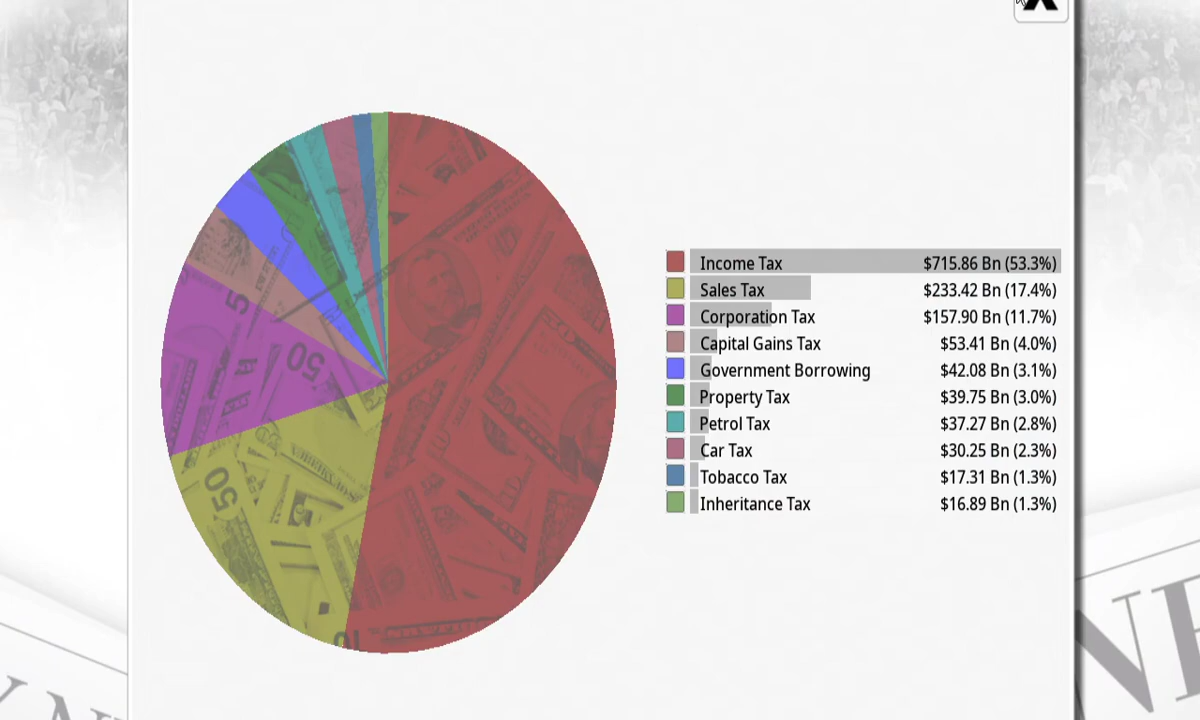 Income Tax $715.86 Bn (53.3%)
Sales Tax $233.42 Bn (17.4%)
Corporation Tax $157.90 Bn (11.7%)
Capital Gains Tax $53.41 Bn (4.0%)
Government Borrowing $42.08 Bn (3.1%)
Property Tax $39.75 Bn (3.0%)
Petrol Tax $37.27 Bn (2.8%)
Car Tax $30.25 Bn (2.3%)
Tobacco Tax $17.31 Bn (1.3%)
Inheritance Tax $16.89 Bn (1.3%)
50
50